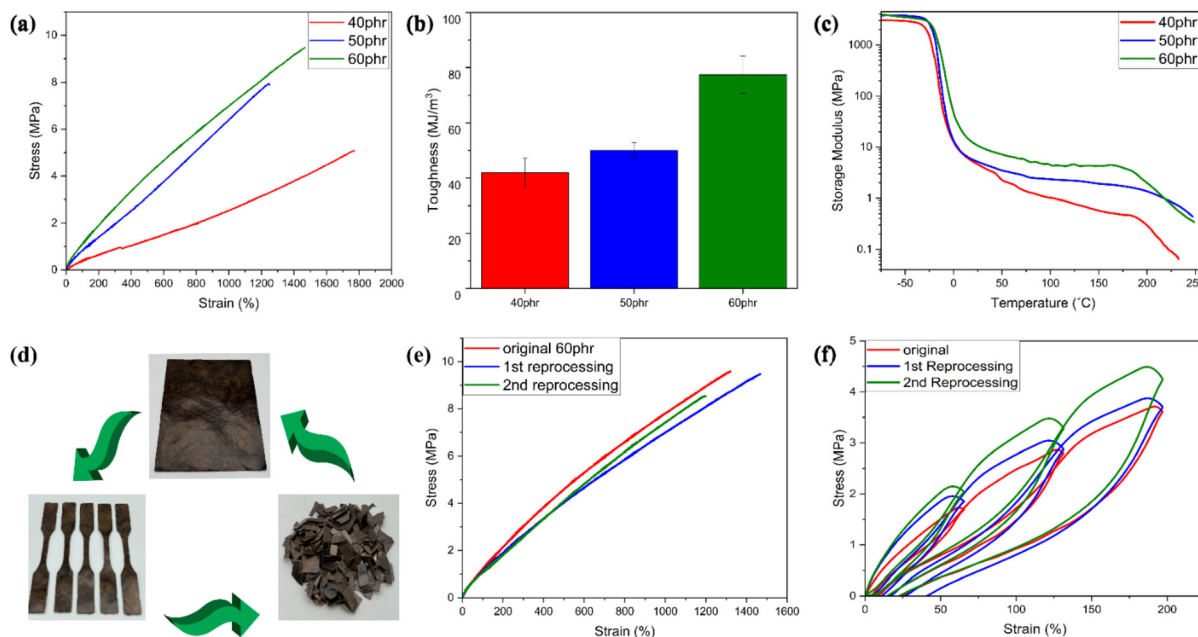 (a)
40phr
50phr
60phr
Stress (MPa)
10
8
6
4
2
0
0 200 400 600 800 1000 1200 1400 1600 1800 2000
Strain (%)
(b)
Toughness (MJ/m³)
100
80
60
40
20
0
40phr 50phr 60phr
(c)
40phr
50phr
60phr
Storage Modulus (MPa)
1000
100
10
1
0.1
-50 0 50 100 150 200 250
Temperature (˚C)
(d)
(e)
original 60phr
1st reprocessing
2nd reprocessing
Stress (MPa)
10
8
6
4
2
0
0 200 400 600 800 1000 1200 1400 1600
Strain (%)
(f)
original
1st Reprocessing
2nd Reprocessing
Stress (MPa)
5
4
3
2
1
0
0 50 100 150 200
Strain (%)